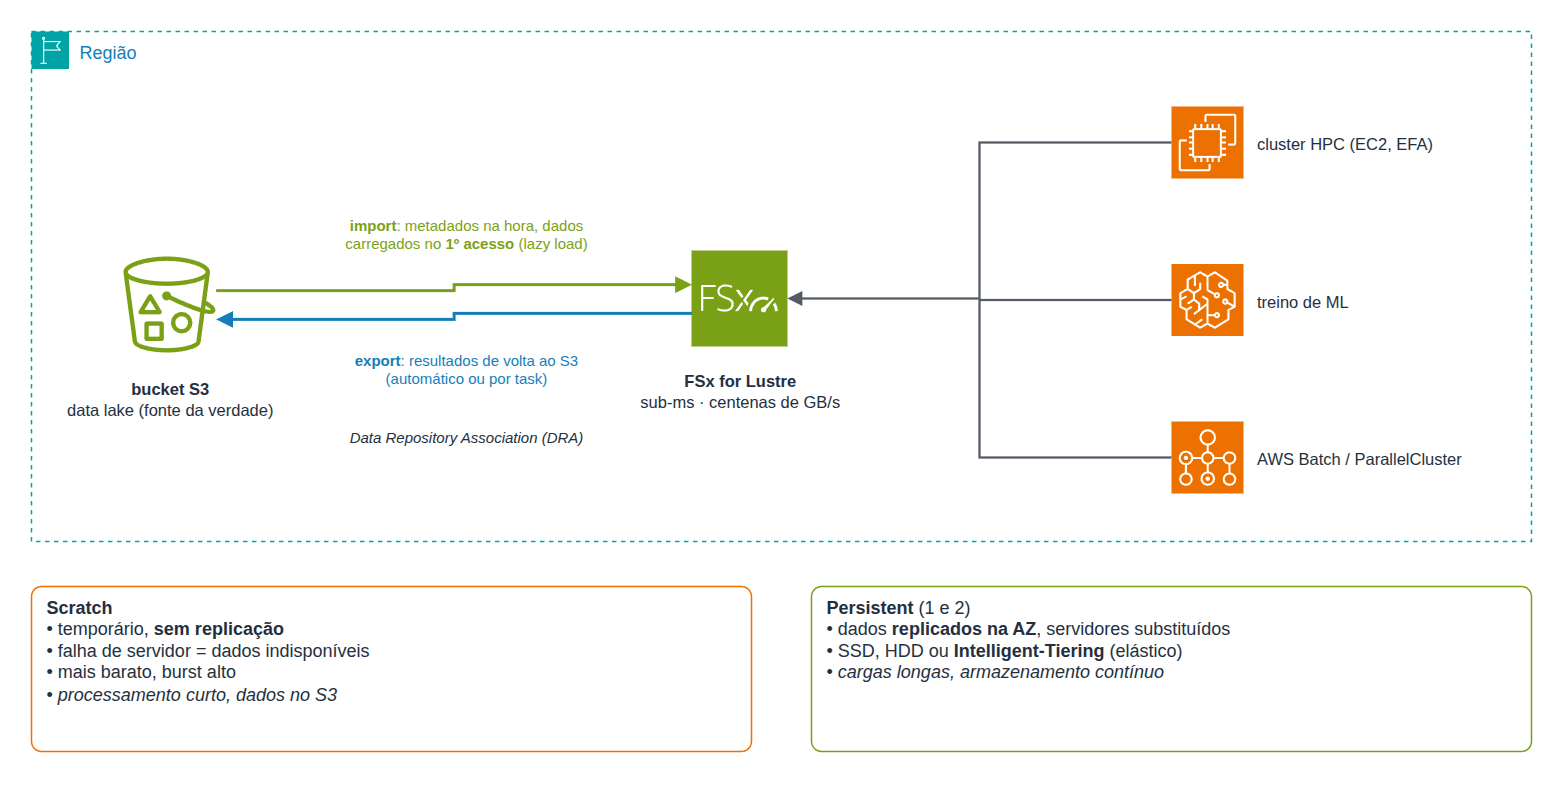 Região
cluster HPC (EC2, EFA)
import: metadados na hora, dados
carregados no 1º acesso (lazy load)
FSx
treino de ML
export: resultados de volta ao S3
(automático ou por task)
bucket S3
data lake (fonte da verdade)
FSx for Lustre
sub-ms · centenas de GB/s
Data Repository Association (DRA)
AWS Batch / ParallelCluster
Scratch
• temporário, sem replicação
• falha de servidor = dados indisponíveis
• mais barato, burst alto
• processamento curto, dados no S3
Persistent (1 e 2)
• dados replicados na AZ, servidores substituídos
• SSD, HDD ou Intelligent-Tiering (elástico)
• cargas longas, armazenamento contínuo